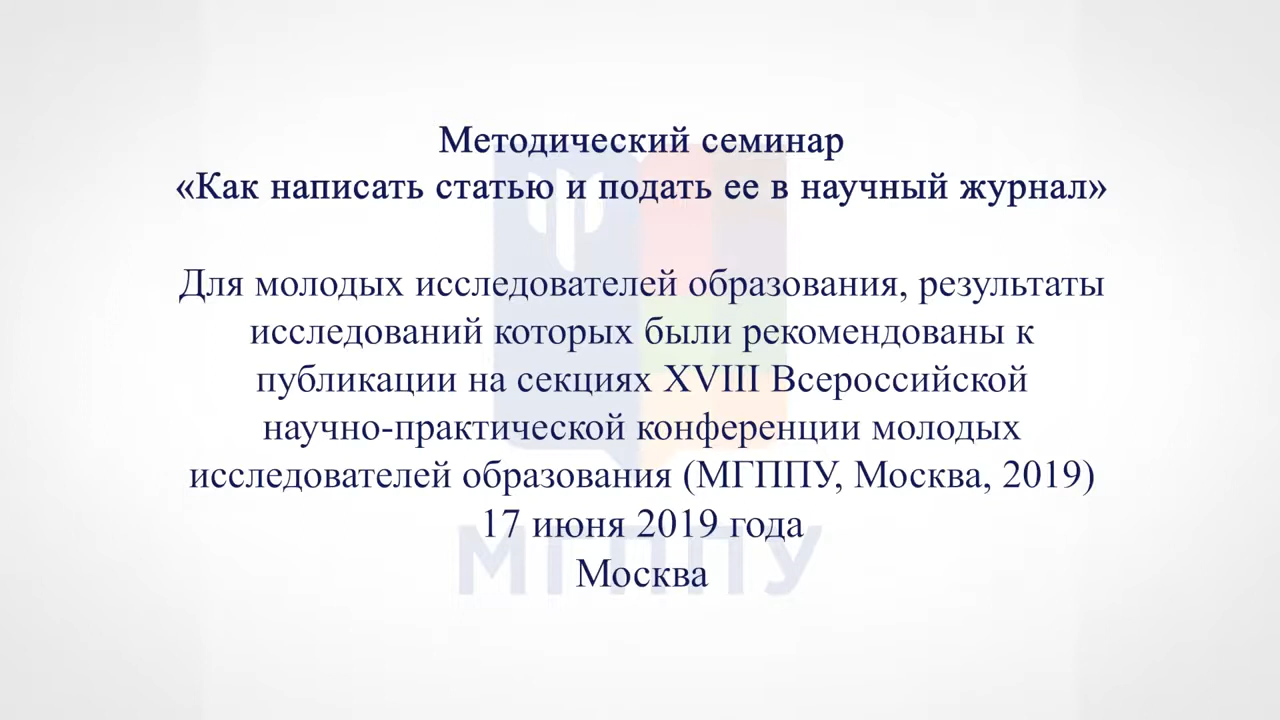 Методический семинар
«Как написать статью и подать ее в научный журнал»
Для молодых исследователей образования, результаты
исследований которых были рекомендованы к
публикации на секциях XVIII Всероссийской
научно-практической конференции молодых
исследователей образования (МГППУ, Москва, 2019)
17 июня 2019 года
МГППУ
Москва